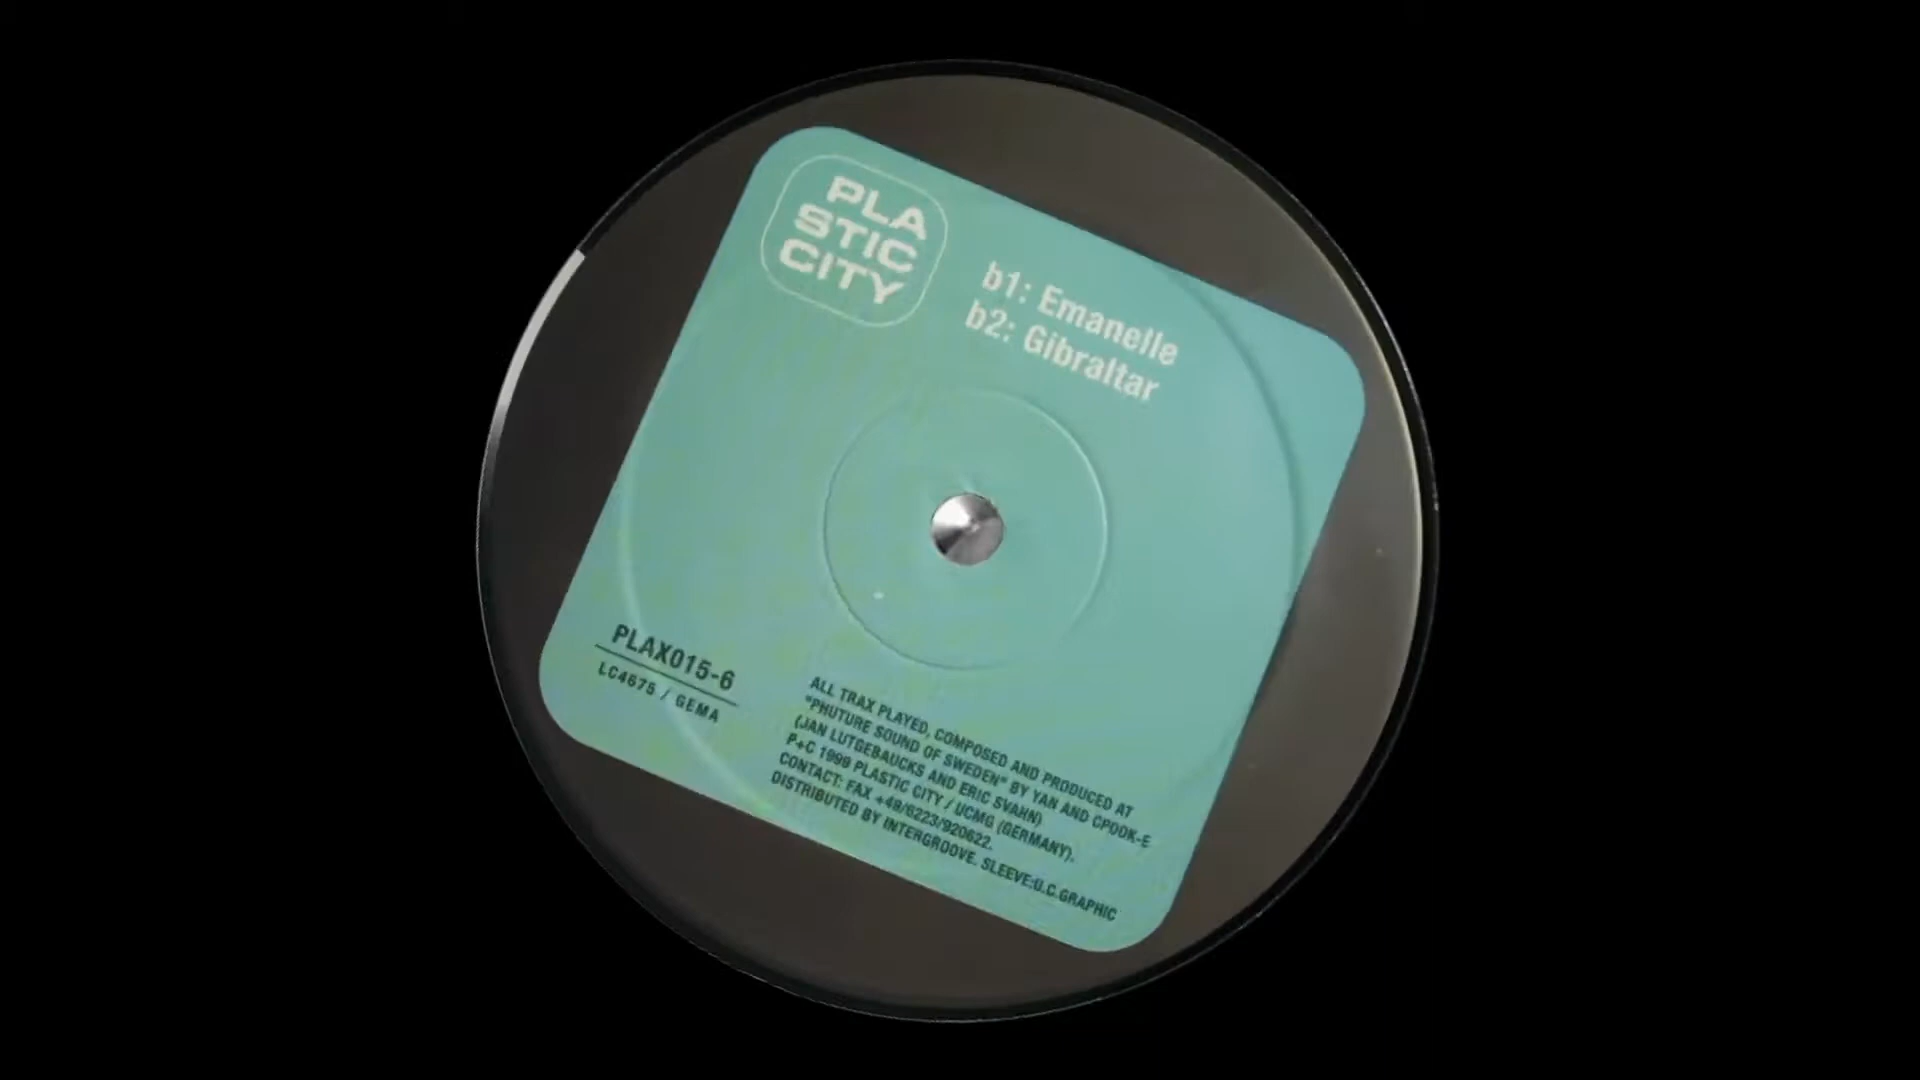 PLA
STIC
CITY
b1: Emanelle
b2: Gibraltar
PLAX015-6
LC4675 / GEMA
ALL TRAX PLAYED, COMPOSED AND PRODUCED AT
"PHUTURE SOUND OF SWEDEN" BY YAN AND CPOOK-E
(JAN LUTGEBAUCKS AND ERIC SVAHN)
P+C 1999 PLASTIC CITY / UCMG (GERMANY).
CONTACT: FAX +49/6223/920622.
DISTRIBUTED BY INTERGROOVE. SLEEVE:U.C.GRAPHIC